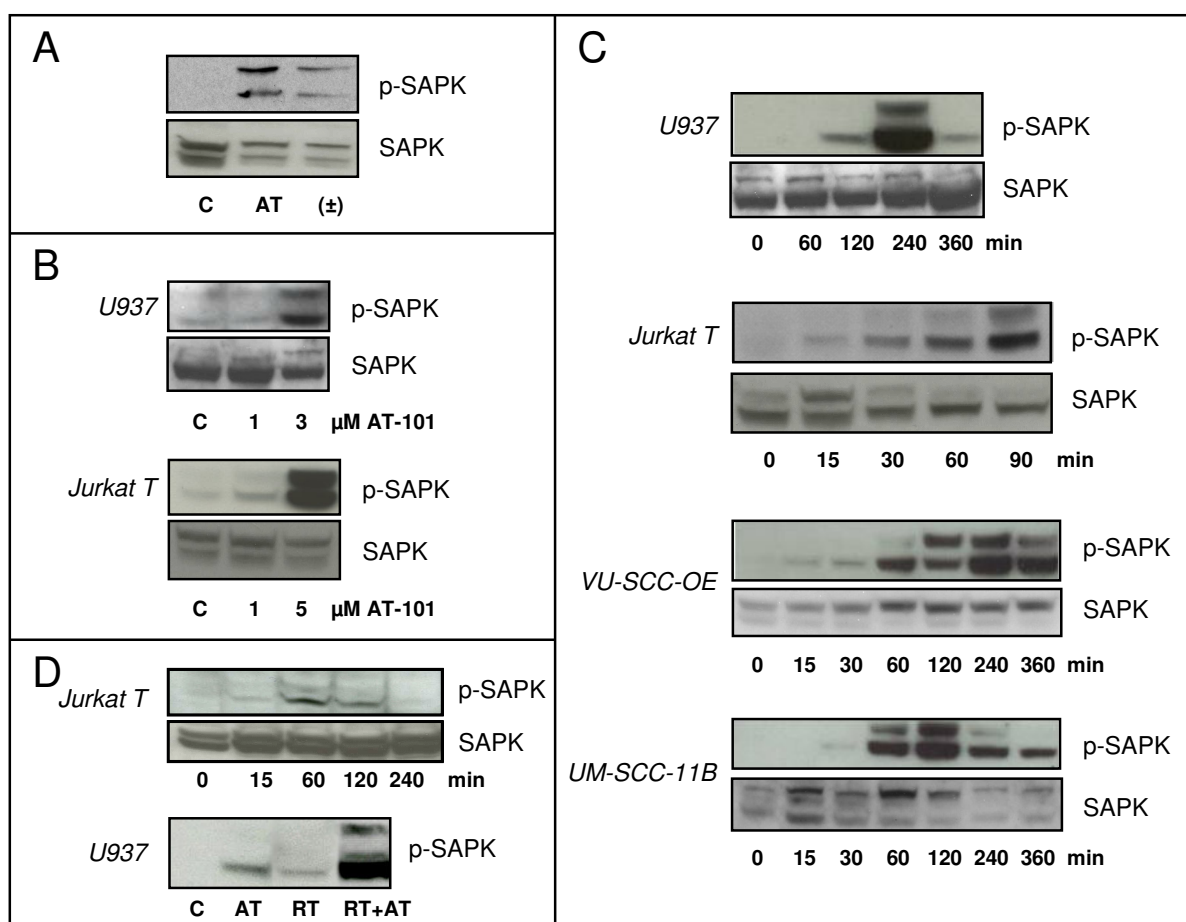 A
p-SAPK
SAPK
C AT (±)
B
U937
p-SAPK
SAPK
C 1 3 µM AT-101
Jurkat T
p-SAPK
SAPK
C 1 5 µM AT-101
D
Jurkat T
p-SAPK
SAPK
0 15 60 120 240 min
U937
p-SAPK
C AT RT RT+AT
C
U937
p-SAPK
SAPK
0 60 120 240 360 min
Jurkat T
p-SAPK
SAPK
0 15 30 60 90 min
VU-SCC-OE
p-SAPK
SAPK
0 15 30 60 120 240 360 min
UM-SCC-11B
p-SAPK
SAPK
0 15 30 60 120 240 360 min